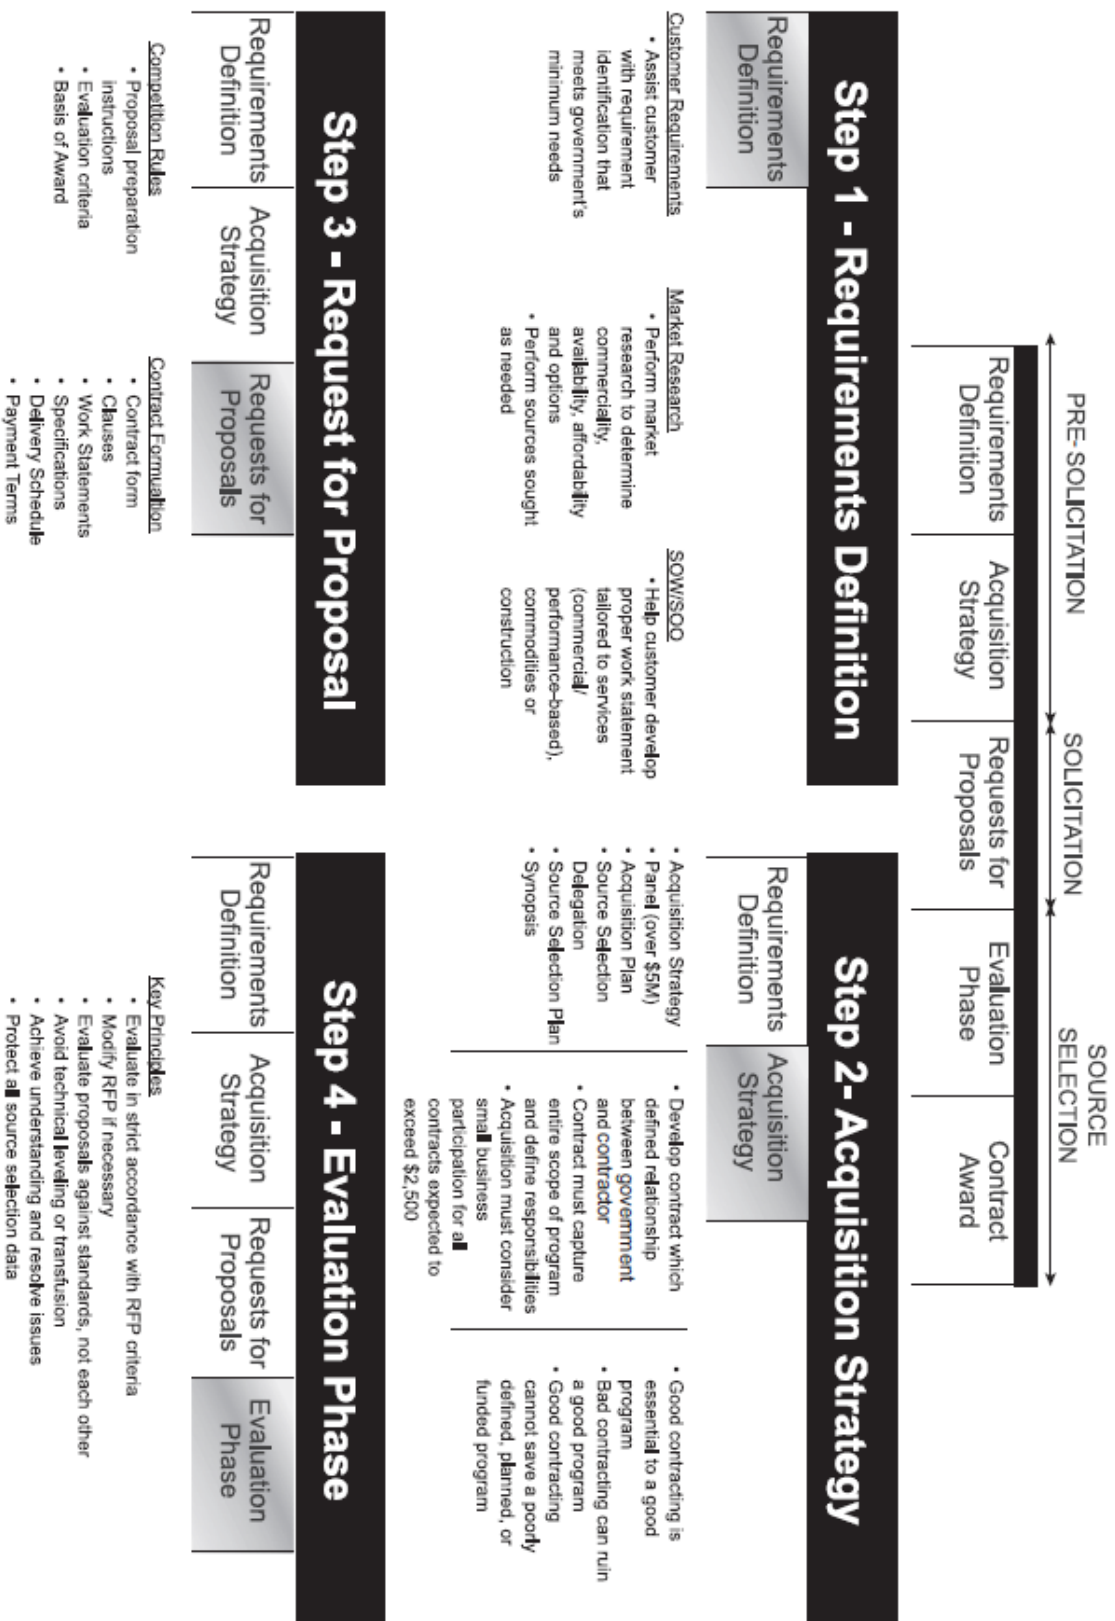 PRE-SOLICITATION
SOLICITATION
SOURCE
SELECTION
Requirements
Definition
Acquisition
Strategy
Requests for
Proposals
Evaluation
Phase
Contract
Award
Step 1 - Requirements Definition
Requirements
Definition
Customer Requirements
• Assist customer
with requirement
identification that
meets government's
minimum needs
Market Research
• Perform market
research to determine
commerciality,
availability, affordability
and options
• Perform sources sought
as needed
SOW/SOO
• Help customer develop
proper work statement
tailored to services
(commercial/
performance-based),
commodities or
construction
Step 2- Acquisition Strategy
Requirements
Definition
Acquisition
Strategy
• Acquisition Strategy
• Panel (over $5M)
• Acquisition Plan
• Source Selection
Delegation
• Source Selection Plan
• Synopsis
• Develop contract which
defined relationship
between government
and contractor
• Contract must capture
entire scope of program
and define responsibilities
• Acquisition must consider
small business
participation for all
contracts expected to
exceed $2,500
• Good contracting is
essential to a good
program
• Bad contracting can ruin
a good program
• Good contracting
cannot save a poorly
defined, planned, or
funded program
Step 3 - Request for Proposal
Requirements
Definition
Acquisition
Strategy
Requests for
Proposals
Competition Rules
• Proposal preparation
instructions
• Evaluation criteria
• Basis of Award
Contract Formualtion
• Contract form
• Clauses
• Work Statements
• Specifications
• Delivery Schedule
• Payment Terms
Step 4 - Evaluation Phase
Requirements
Definition
Acquisition
Strategy
Requests for
Proposals
Evaluation
Phase
Key Principles
• Evaluate in strict accordance with RFP criteria
• Modify RFP if necessary
• Evaluate proposals against standards, not each other
• Avoid technical leveling or transfusion
• Achieve understanding and resolve issues
• Protect all source selection data